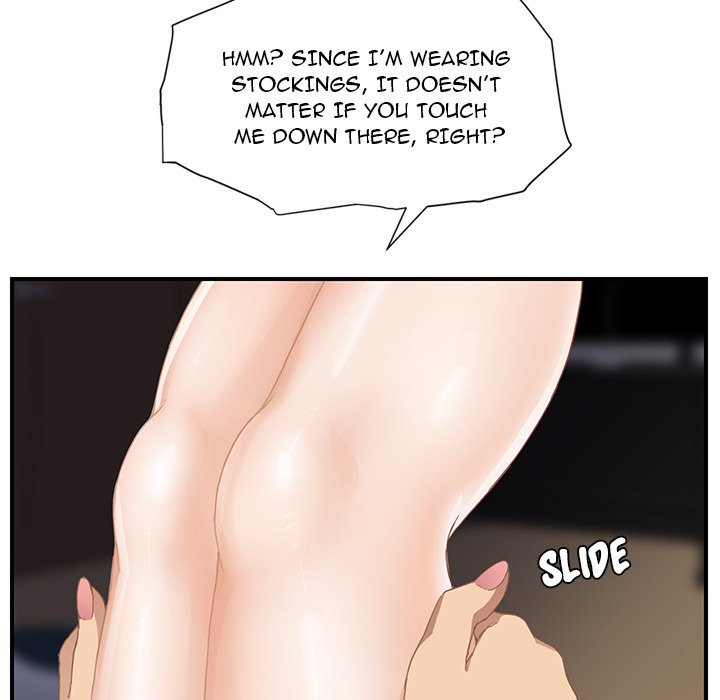 HMM? SINCE I'M WEARING
STOCKINGS, IT DOESN'T
MATTER IF YOU TOUCH
ME DOWN THERE, RIGHT?
SLIDE